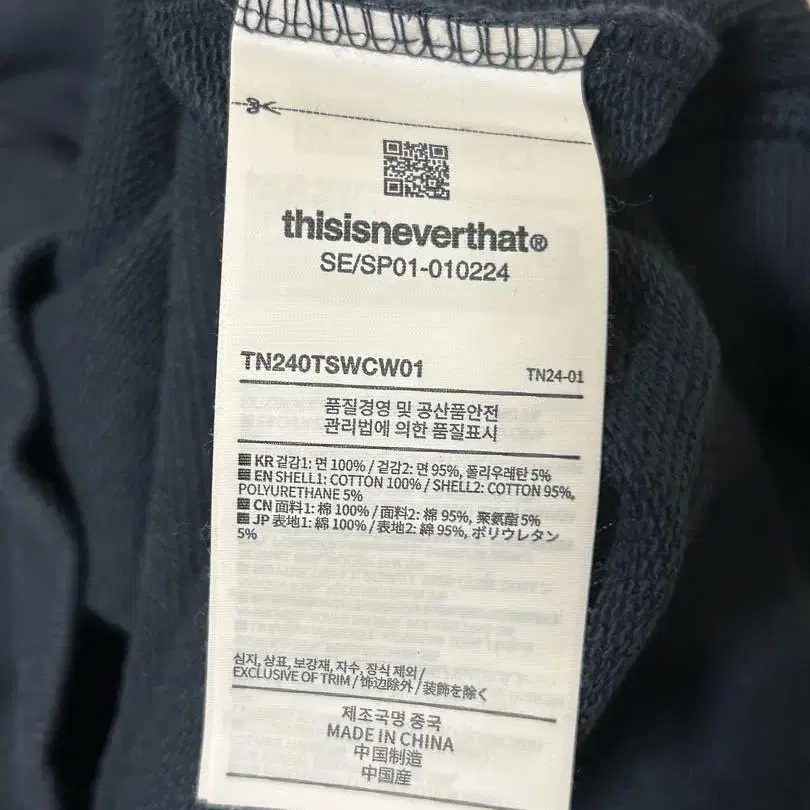 thisisneverthat®
SE/SP01-010224
TN240TSWCW01
TN24-01
품질경영 및 공산품안전
관리법에 의한 품질표시
KR 겉감1: 면 100% / 겉감2: 면 95%, 폴리우레탄 5%
EN SHELL1: COTTON 100% / SHELL2: COTTON 95%,
POLYURETHANE 5%
CN 面料1: 棉 100% / 面料2: 棉 95%, 聚氨酯 5%
JP 表地1: 綿 100% / 表地2: 綿 95%, ポリウレタン
5%
심지, 상표, 보강재, 자수, 장식 제외 /
EXCLUSIVE OF TRIM / 饰边除外 / 装飾を除く
제조국명 중국
MADE IN CHINA
中国制造
中国産